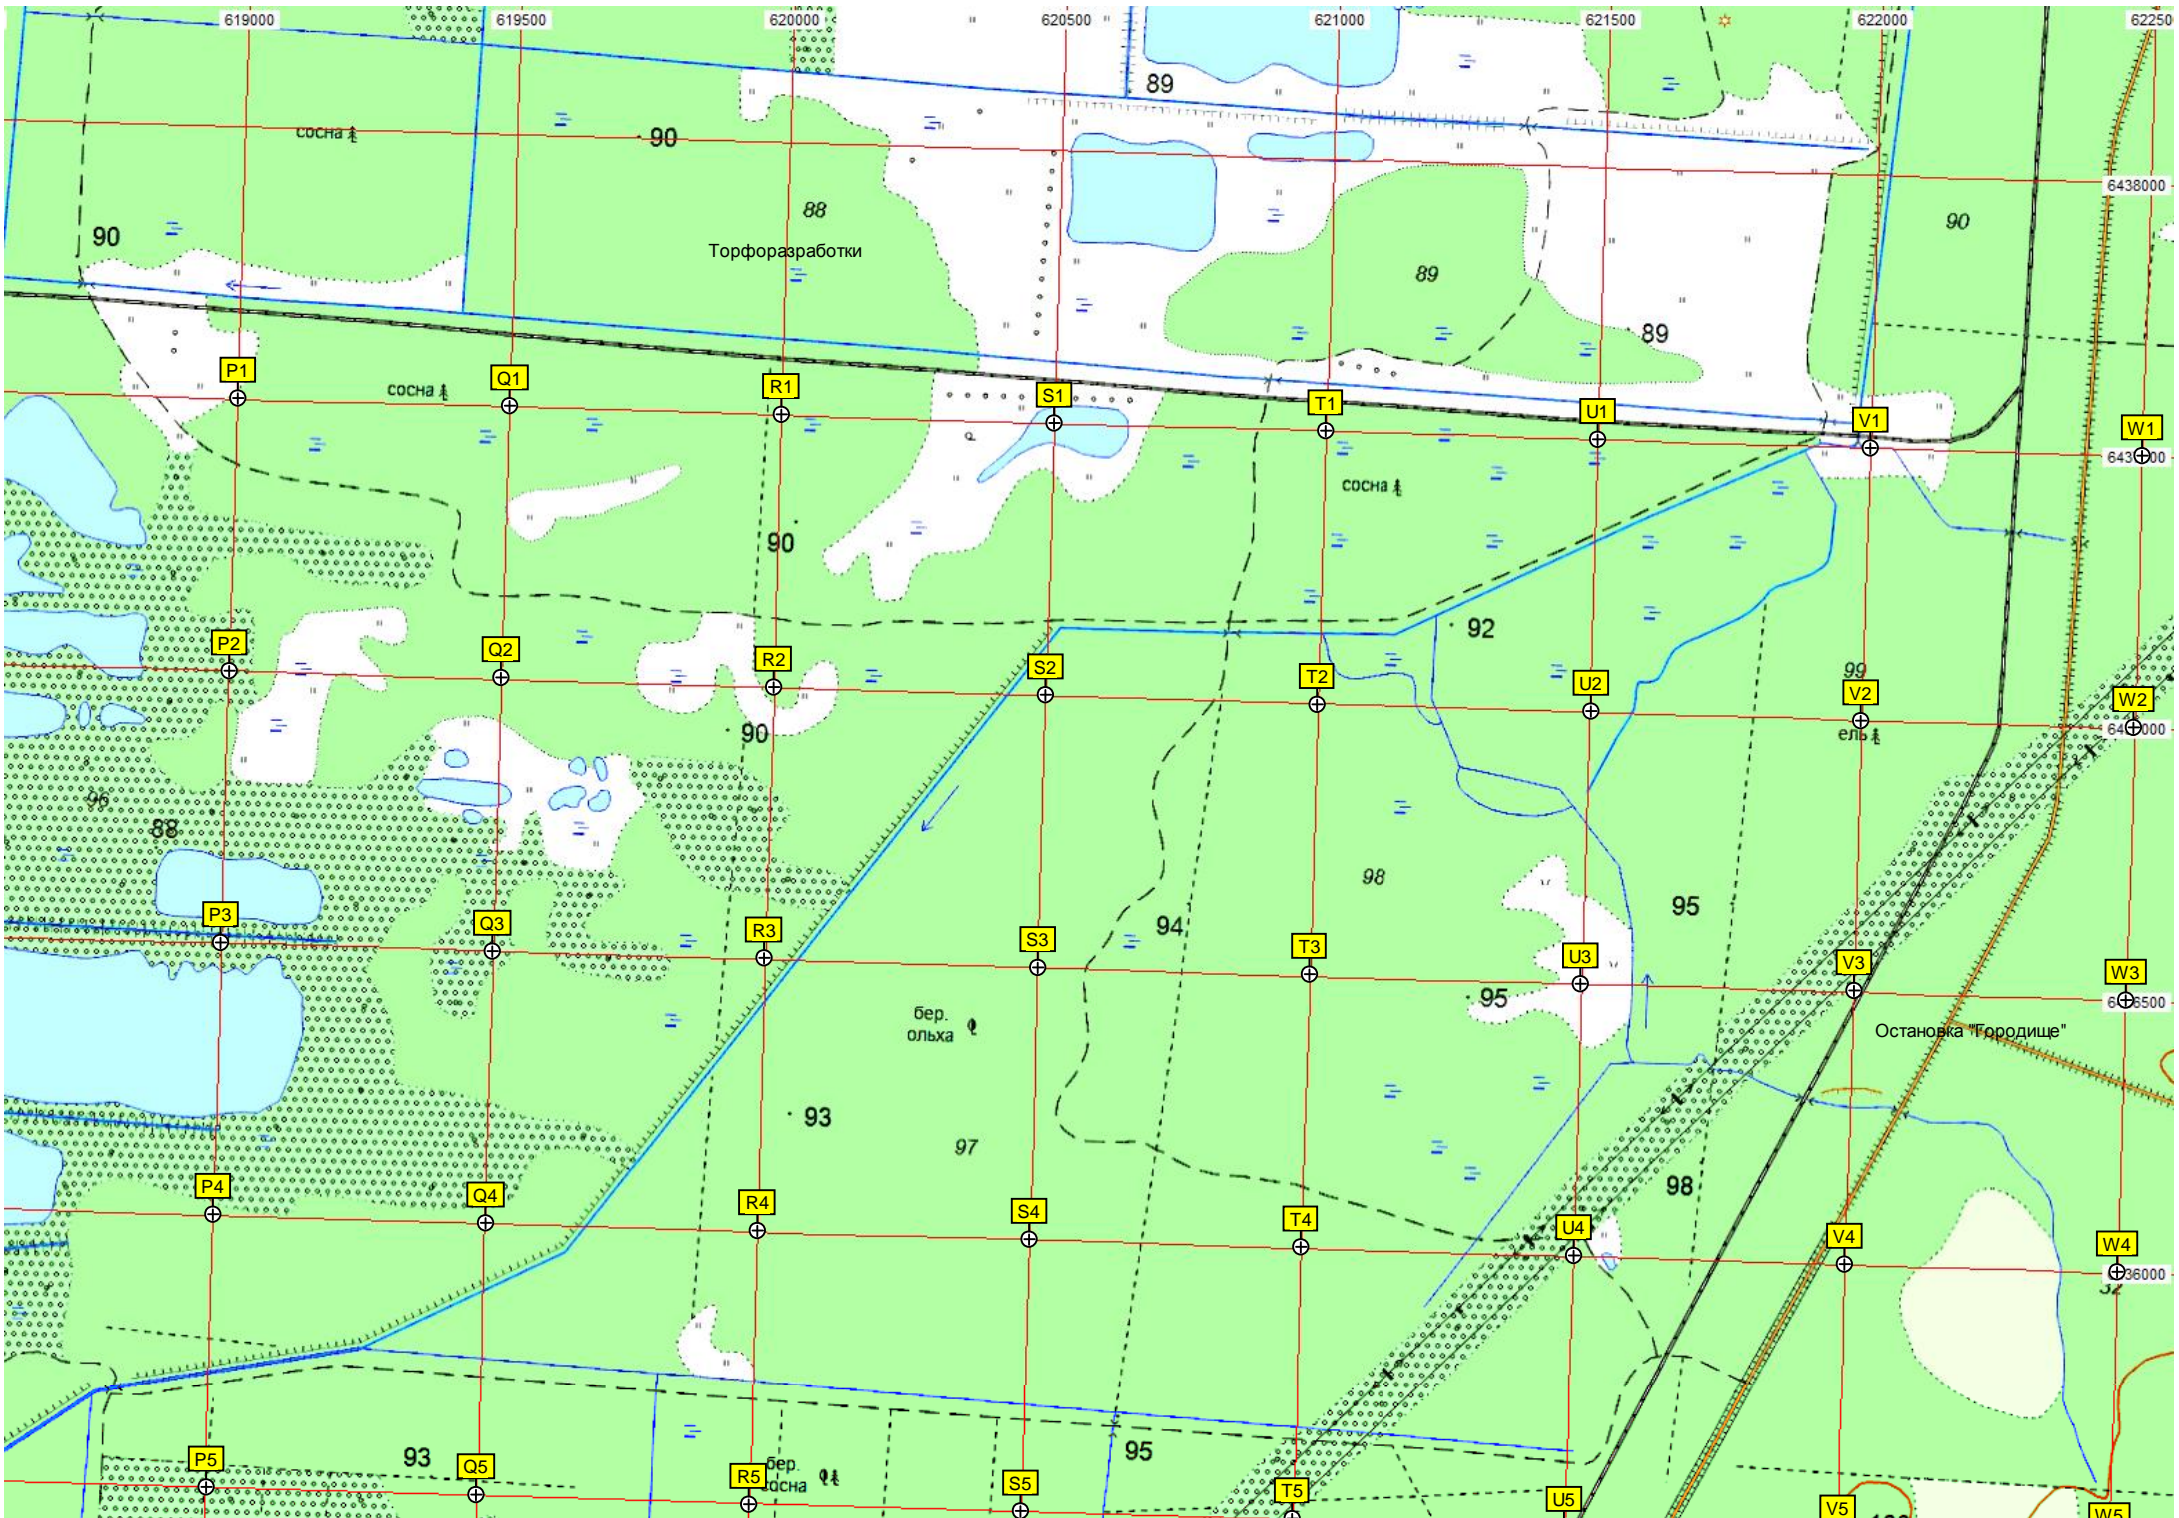 619000 619500 620000 620500 621000 621500 622000 62250
89
сосна 90
6438000
88
90
90
Торфоразработки
89
89
P1
сосна
Q1
R1
S1
T1
U1
V1
W1
сосна
90
92
P2
Q2
R2
S2
T2
U2
99
V2
W2
ель
90
96
88
98
95
P3
Q3
R3
S3
94
T3
U3
V3
W3
95
бер.
ольха
Остановка "Городище"
93
97
98
P4
Q4
R4
S4
T4
U4
V4
W4
93
95
P5
Q5
R5
бер.
сосна
S5
T5
U5
V5
W5